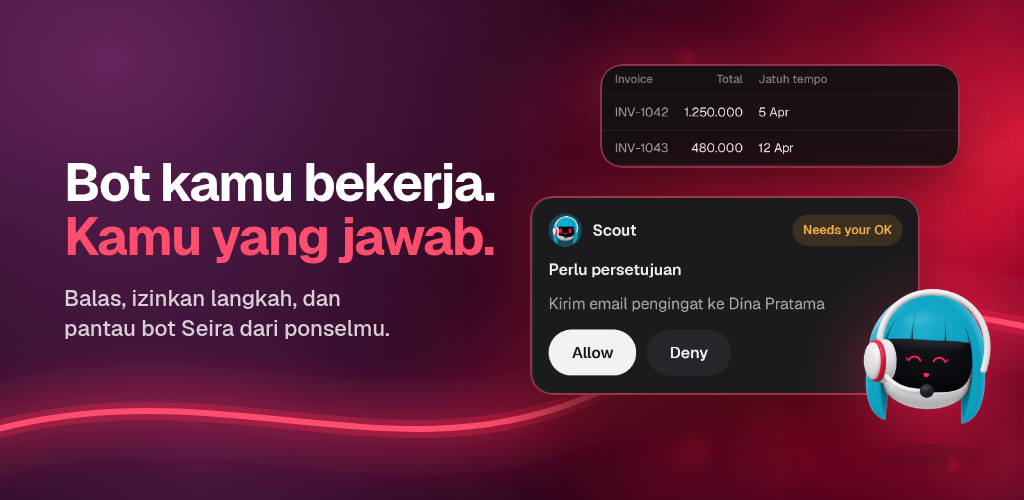 Bot kamu bekerja.
Kamu yang jawab.
Balas, izinkan langkah, dan
pantau bot Seira dari ponselmu.
Invoice Total Jatuh tempo
INV-1042 1.250.000 5 Apr
INV-1043 480.000 12 Apr
Scout Needs your OK
Perlu persetujuan
Kirim email pengingat ke Dina Pratama
Allow Deny